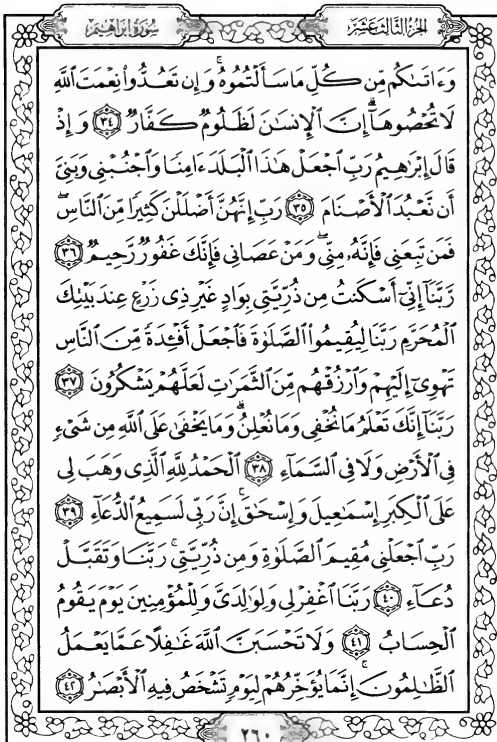 الجزء الثالث عشر
سورة إبراهيم
وَءَاتَىٰكُم مِّن كُلِّ مَا سَأَلْتُمُوهُ ۚ وَإِن تَعُدُّوا۟ نِعْمَتَ ٱللَّهِ
لَا تُحْصُوهَآ ۗ إِنَّ ٱلْإِنسَٰنَ لَظَلُومٌ كَفَّارٌ ٣٤ وَإِذْ
قَالَ إِبْرَٰهِيمُ رَبِّ ٱجْعَلْ هَٰذَا ٱلْبَلَدَ ءَامِنًا وَٱجْنُبْنِى وَبَنِىَّ
أَن نَّعْبُدَ ٱلْأَصْنَامَ ٣٥ رَبِّ إِنَّهُنَّ أَضْلَلْنَ كَثِيرًا مِّنَ ٱلنَّاسِ ۖ
فَمَن تَبِعَنِى فَإِنَّهُۥ مِنِّى ۖ وَمَنْ عَصَانِى فَإِنَّكَ غَفُورٌ رَّحِيمٌ ٣٦
رَّبَّنَآ إِنِّىٓ أَسْكَنتُ مِن ذُرِّيَّتِى بِوَادٍ غَيْرِ ذِى زَرْعٍ عِندَ بَيْتِكَ
ٱلْمُحَرَّمِ رَبَّنَا لِيُقِيمُوا۟ ٱلصَّلَوٰةَ فَٱجْعَلْ أَفْـِٔدَةً مِّنَ ٱلنَّاسِ
تَهْوِىٓ إِلَيْهِمْ وَٱرْزُقْهُم مِّنَ ٱلثَّمَرَٰتِ لَعَلَّهُمْ يَشْكُرُونَ ٣٧
رَبَّنَآ إِنَّكَ تَعْلَمُ مَا نُخْفِى وَمَا نُعْلِنُ ۗ وَمَا يَخْفَىٰ عَلَى ٱللَّهِ مِن شَىْءٍ
فِى ٱلْأَرْضِ وَلَا فِى ٱلسَّمَآءِ ٣٨ ٱلْحَمْدُ لِلَّهِ ٱلَّذِى وَهَبَ لِى
عَلَى ٱلْكِبَرِ إِسْمَٰعِيلَ وَإِسْحَٰقَ ۚ إِنَّ رَبِّى لَسَمِيعُ ٱلدُّعَآءِ ٣٩
رَبِّ ٱجْعَلْنِى مُقِيمَ ٱلصَّلَوٰةِ وَمِن ذُرِّيَّتِى ۚ رَبَّنَا وَتَقَبَّلْ
دُعَآءِ ٤٠ رَبَّنَا ٱغْفِرْ لِى وَلِوَٰلِدَىَّ وَلِلْمُؤْمِنِينَ يَوْمَ يَقُومُ
ٱلْحِسَابُ ٤١ وَلَا تَحْسَبَنَّ ٱللَّهَ غَٰفِلًا عَمَّا يَعْمَلُ
ٱلظَّٰلِمُونَ ۚ إِنَّمَا يُؤَخِّرُهُمْ لِيَوْمٍ تَشْخَصُ فِيهِ ٱلْأَبْصَٰرُ ٤٢
٢٦٠